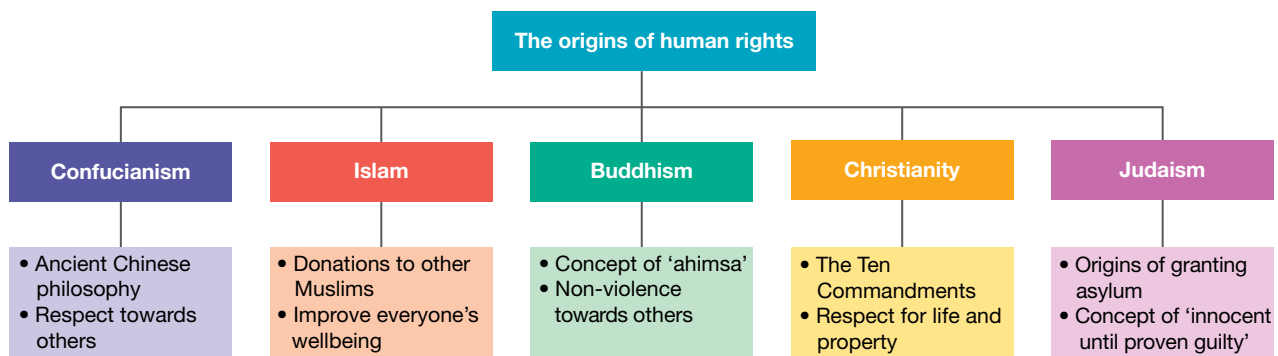 The origins of human rights
Confucianism
Islam
Buddhism
Christianity
Judaism
• Ancient Chinese
philosophy
• Respect towards
others
• Donations to other
Muslims
• Improve everyone's
wellbeing
• Concept of ‘ahimsa’
• Non-violence
towards others
• The Ten
Commandments
• Respect for life and
property
• Origins of granting
asylum
• Concept of ‘innocent
until proven guilty’